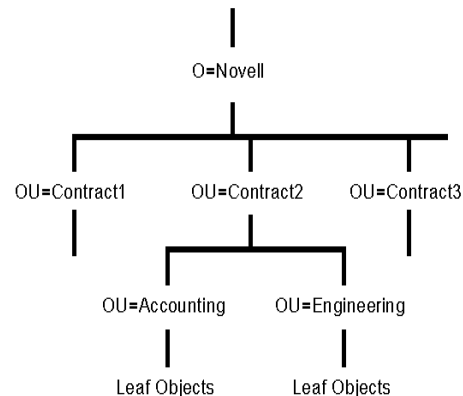 O=Novell
OU=Contract1 OU=Contract2 OU=Contract3
OU=Accounting OU=Engineering
Leaf Objects Leaf Objects